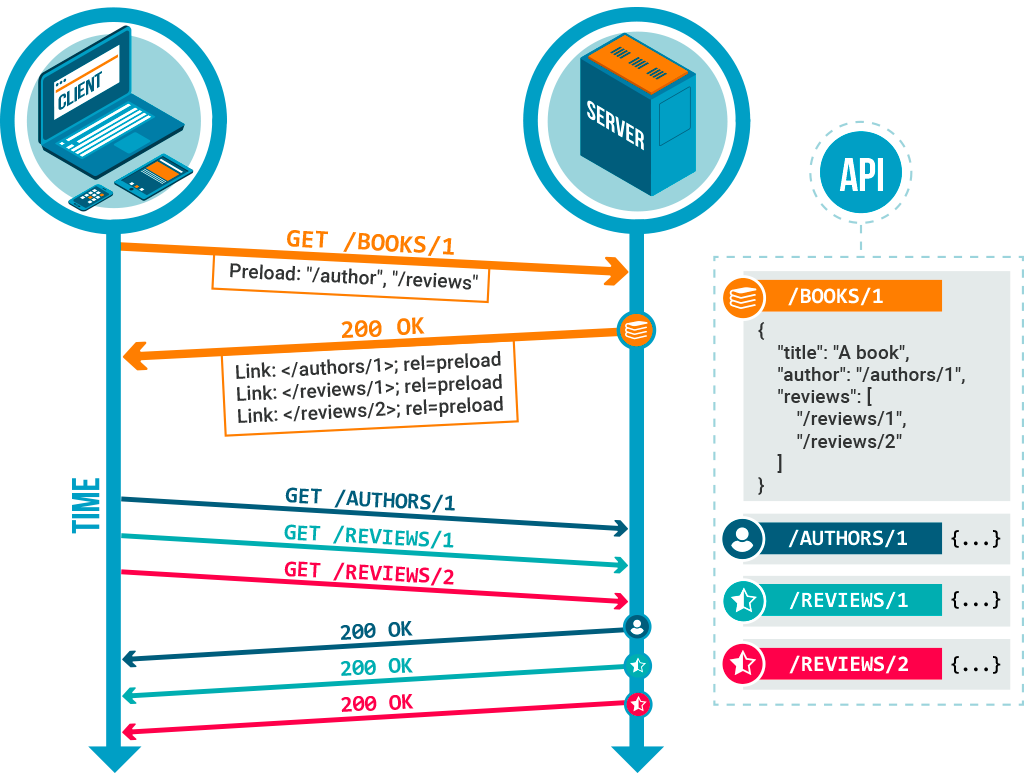 CLIENT
SERVER
API
GET /BOOKS/1
Preload: "/author", "/reviews"
200 OK
Link: </authors/1>; rel=preload
Link: </reviews/1>; rel=preload
Link: </reviews/2>; rel=preload
TIME
GET /AUTHORS/1
GET /REVIEWS/1
GET /REVIEWS/2
200 OK
200 OK
200 OK
/BOOKS/1
{
"title": "A book",
"author": "/authors/1",
"reviews": [
"/reviews/1",
"/reviews/2"
]
}
/AUTHORS/1 {...}
/REVIEWS/1 {...}
/REVIEWS/2 {...}